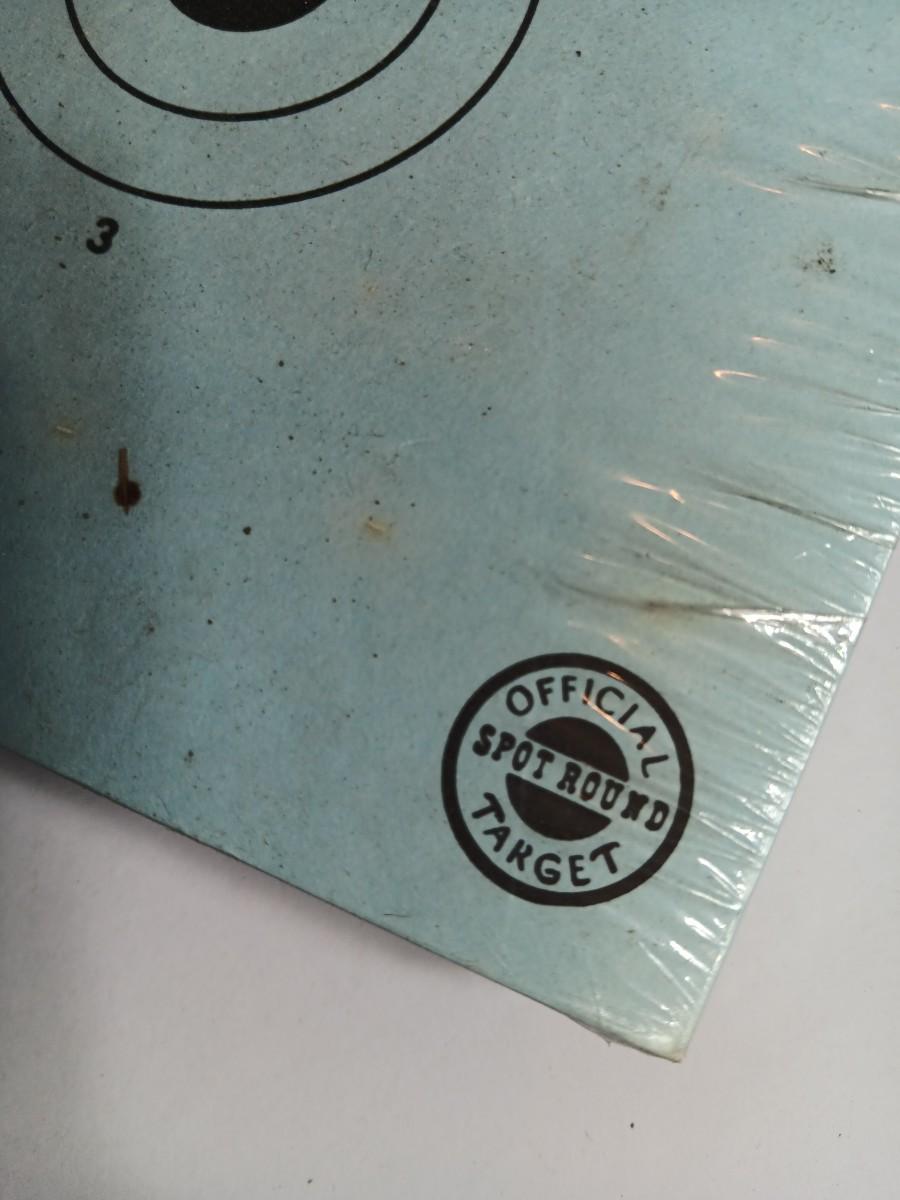 3
OFFICIAL
SPOT ROUND
TARGET